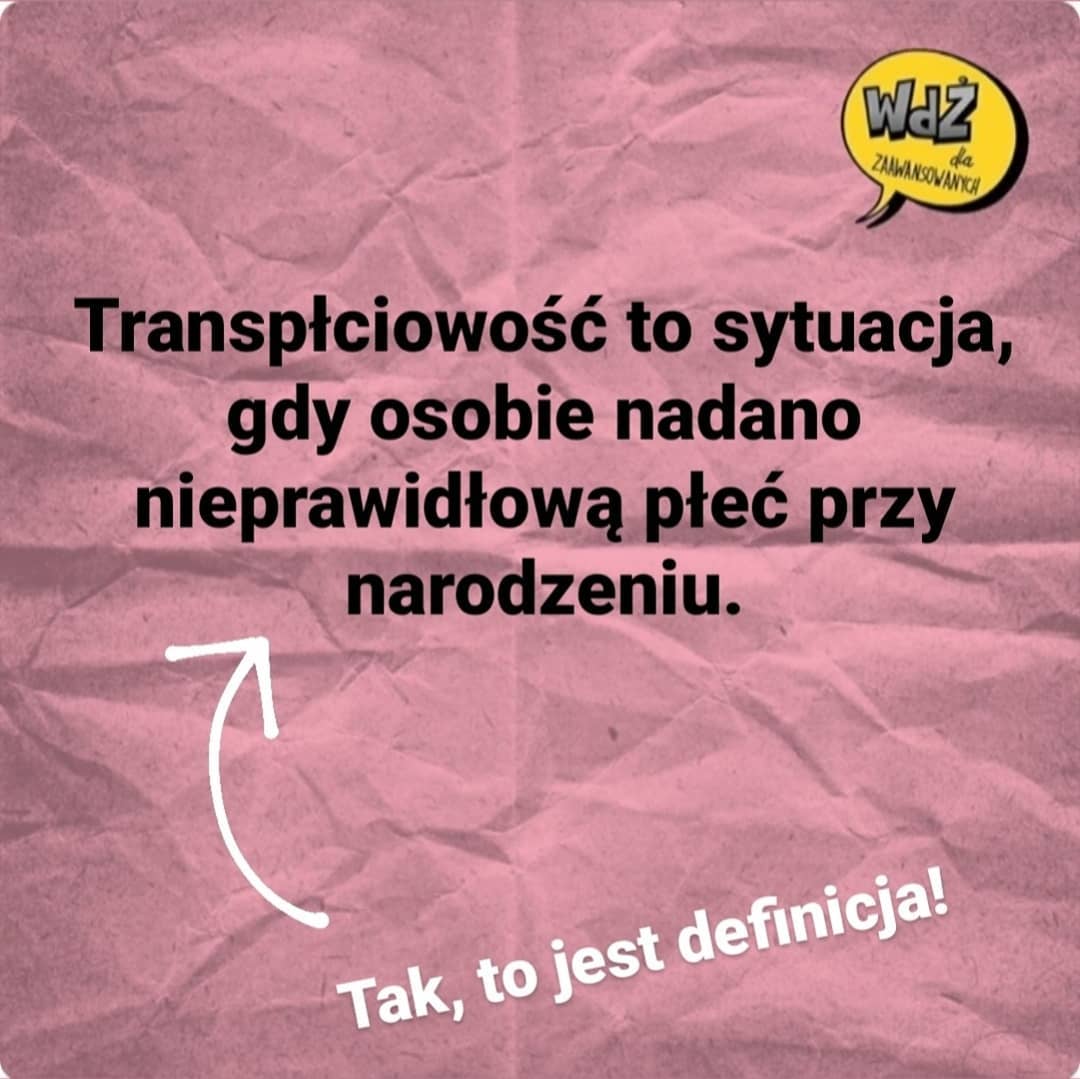 WdŻ
dla
ZAAWANSOWANYCH
Transpłciowość to sytuacja,
gdy osobie nadano
nieprawidłową płeć przy
narodzeniu.
Tak, to jest definicja!